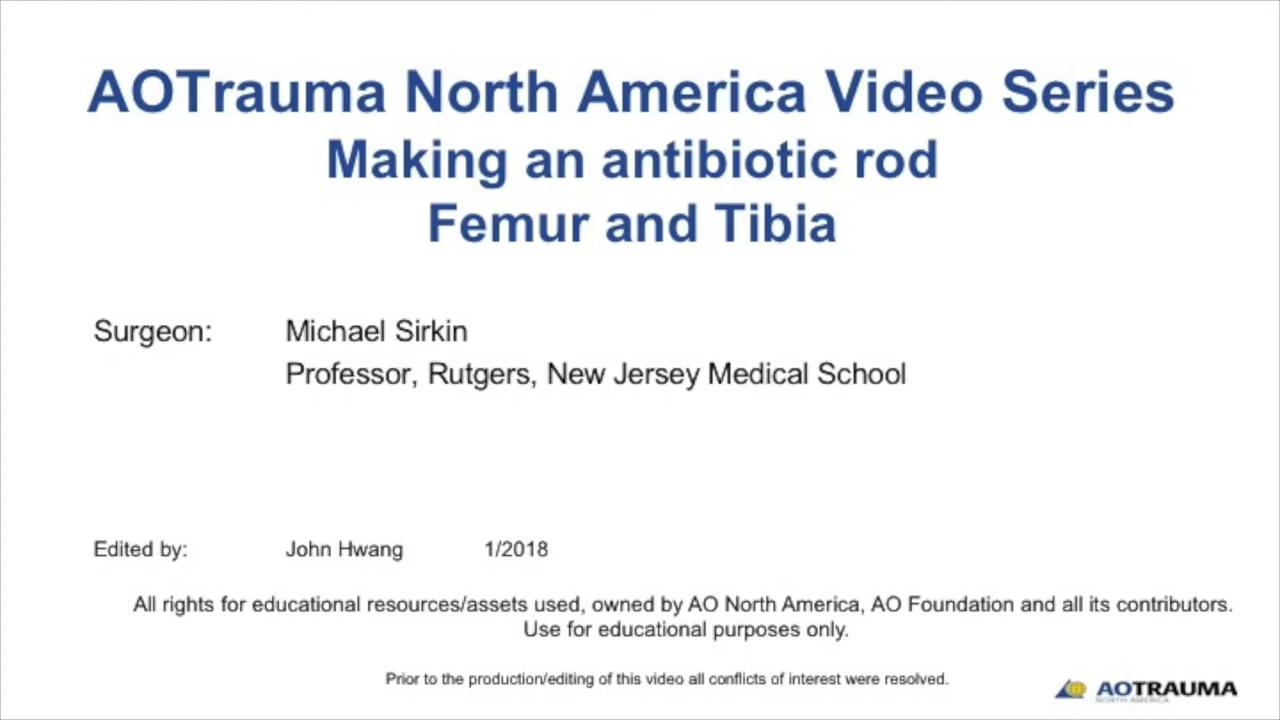 AOTrauma North America Video Series
Making an antibiotic rod
Femur and Tibia
Surgeon: Michael Sirkin
Professor, Rutgers, New Jersey Medical School
Edited by: John Hwang 1/2018
All rights for educational resources/assets used, owned by AO North America, AO Foundation and all its contributors.
Use for educational purposes only.
Prior to the production/editing of this video all conflicts of interest were resolved.
AOTRAUMA
NORTH AMERICA